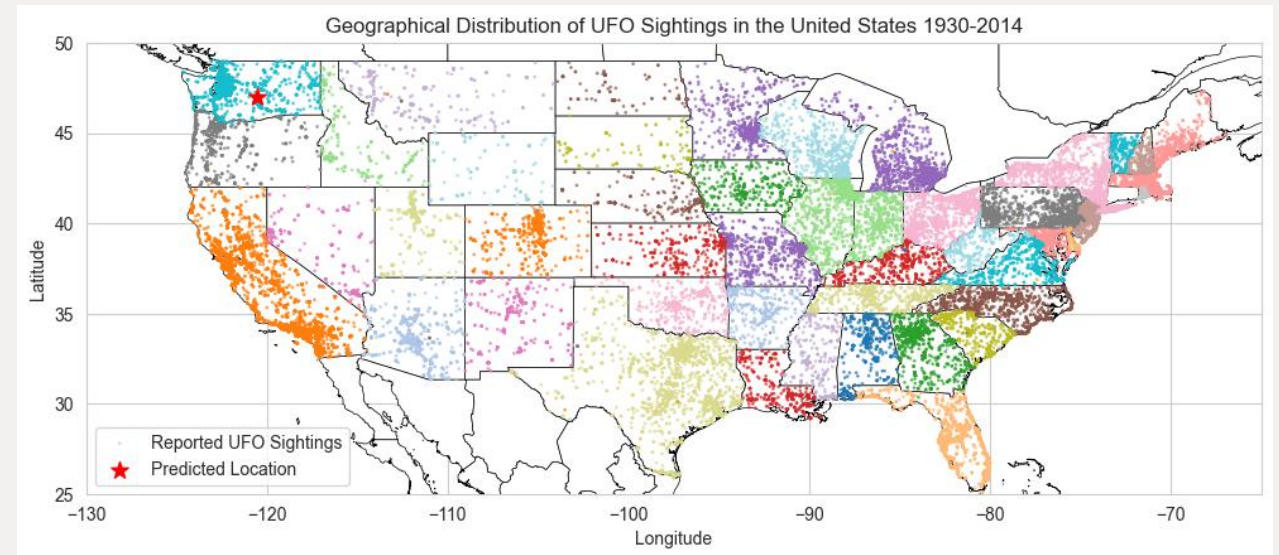 Geographical Distribution of UFO Sightings in the United States 1930-2014
50
45
40
35
30
25
Latitude
Reported UFO Sightings
Predicted Location
−130
−120
−110
−100
−90
−80
−70
Longitude